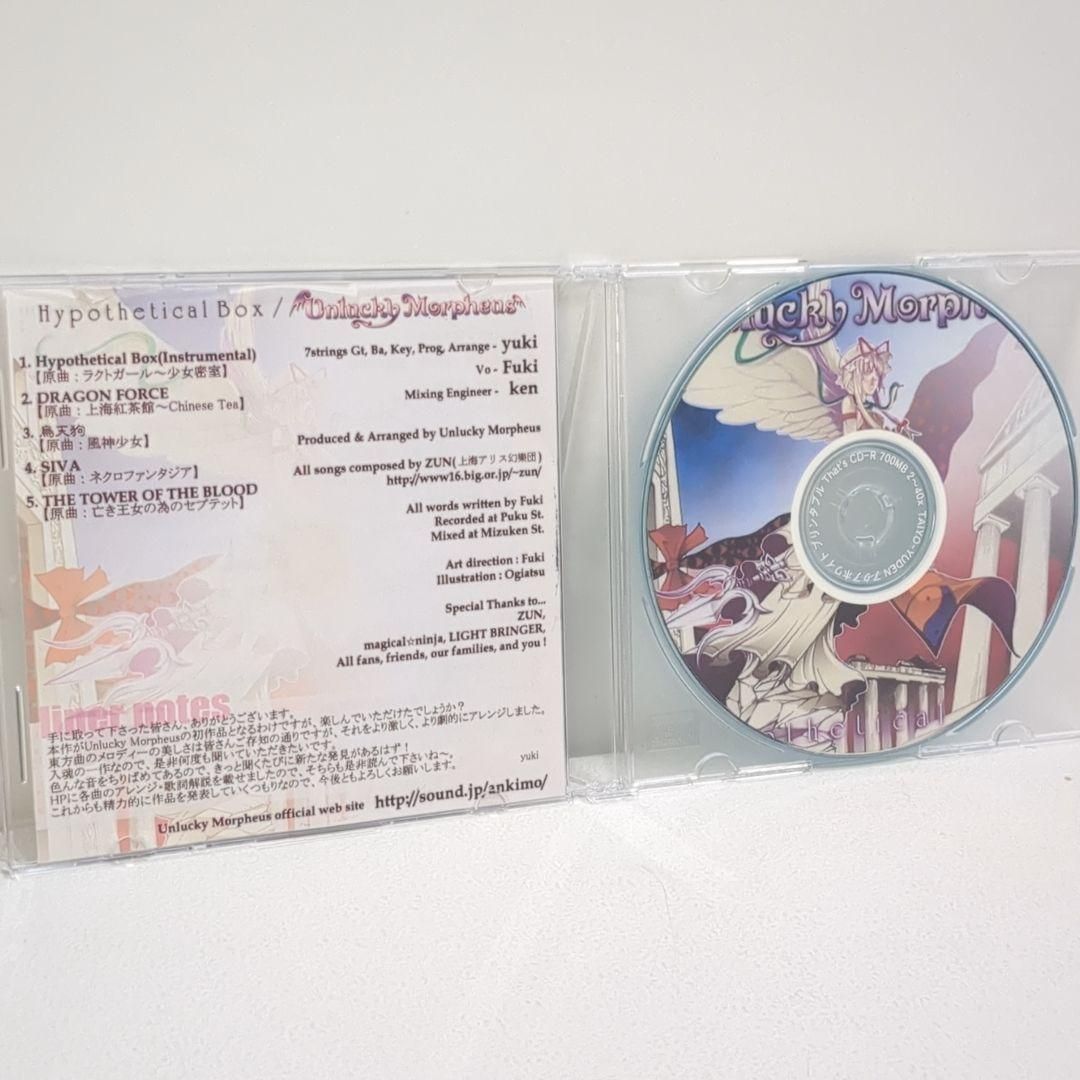 Hypothetical Box / Unlucky Morpheus
1. Hypothetical Box(Instrumental)
【原曲 : ラクトガール～少女密室】
2. DRAGON FORCE
【原曲 : 上海紅茶館～Chinese Tea】
3. 烏天狗
【原曲 : 風神少女】
4. SIVA
【原曲 : ネクロファンタジア】
5. THE TOWER OF THE BLOOD
【原曲 : 亡き王女の為のセプテット】
7strings Gt, Ba, Key, Prog, Arrange - yuki
Vo - Fuki
Mixing Engineer - ken
Produced & Arranged by Unlucky Morpheus
All songs composed by ZUN(上海アリス幻樂団)
http://www16.big.or.jp/~zun/
All words written by Fuki
Recorded at Puku St.
Mixed at Mizuken St.
Art direction : Fuki
Illustration : Ogiatsu
Special Thanks to...
ZUN,
magical☆ninja, LIGHT BRINGER,
All fans, friends, our families, and you !
liner notes
手に取って下さった皆さん、ありがとうございます。
本作がUnlucky Morpheusの初作品となるわけですが、楽しんでいただけたでしょうか？
東方曲のメロディーの美しさは皆さんご存知の通りですが、それをより激しく、より劇的にアレンジしました。
入魂の一作なので、是非何度も聞いていただきたいです。
色んな音をちりばめてあるので、きっと聞くたびに新たな発見があるはず！
HPに各曲のアレンジ・歌詞解説を載せましたので、そちらも是非読んで下さいね～。
これからも精力的に作品を発表していくつもりなので、今後ともよろしくお願いします。
yuki
Unlucky Morpheus official web site http://sound.jp/ankimo/
nlucky Morphe
That's CD-R 700MB 2～40x TAIYO-YUDEN アクアホワイトプリンタブル
othetical